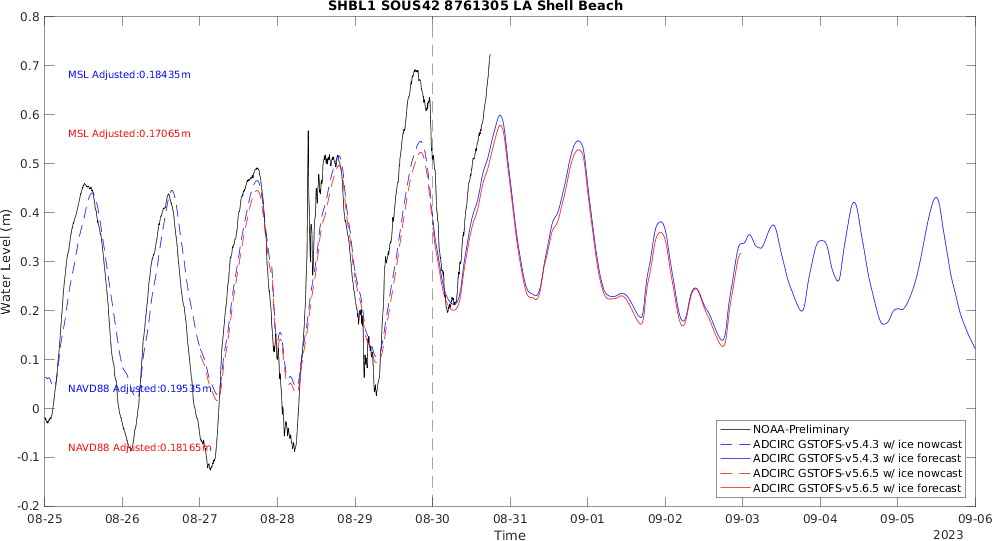 SHBL1 SOUS42 8761305 LA Shell Beach
Water Level (m)
0.8
0.7
0.6
0.5
0.4
0.3
0.2
0.1
0
-0.1
-0.2
MSL Adjusted:0.18435m
MSL Adjusted:0.17065m
NAVD88 Adjusted:0.19535m
NAVD88 Adjusted:0.18165m
NOAA-Preliminary
ADCIRC GSTOFS-v5.4.3 w/ ice nowcast
ADCIRC GSTOFS-v5.4.3 w/ ice forecast
ADCIRC GSTOFS-v5.6.5 w/ ice nowcast
ADCIRC GSTOFS-v5.6.5 w/ ice forecast
08-25 08-26 08-27 08-28 08-29 08-30 08-31 09-01 09-02 09-03 09-04 09-05 09-06
Time
2023